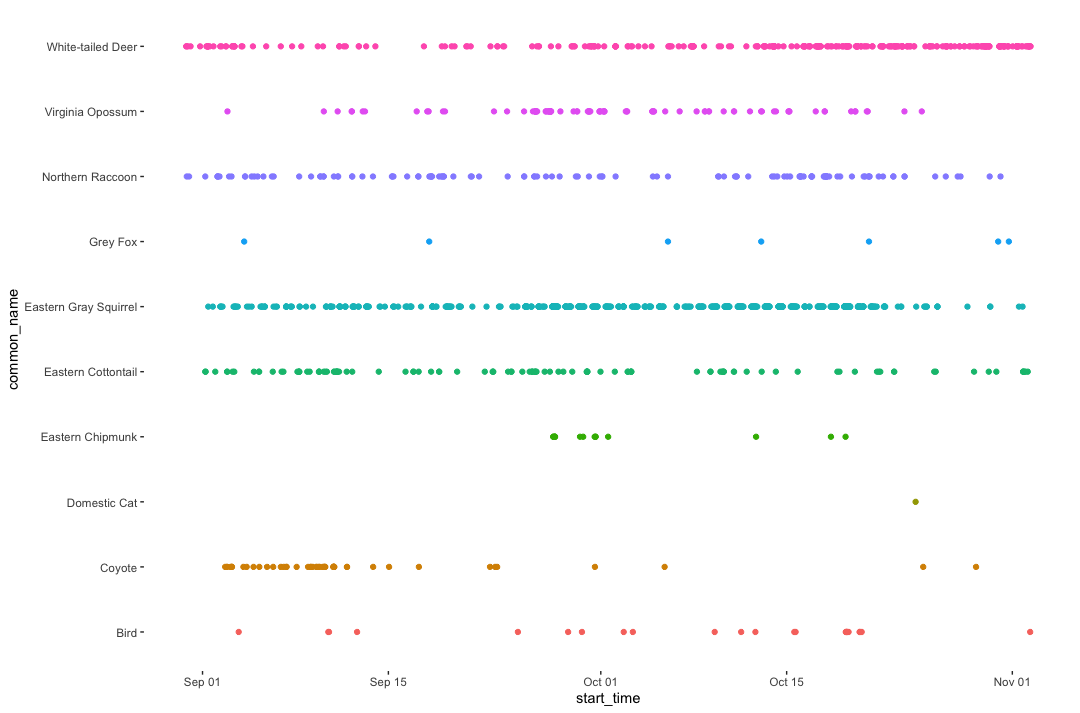 White-tailed Deer
Virginia Opossum
Northern Raccoon
Grey Fox
Eastern Gray Squirrel
Eastern Cottontail
Eastern Chipmunk
Domestic Cat
Coyote
Bird
common_name
Sep 01 Sep 15 Oct 01 Oct 15 Nov 01
start_time